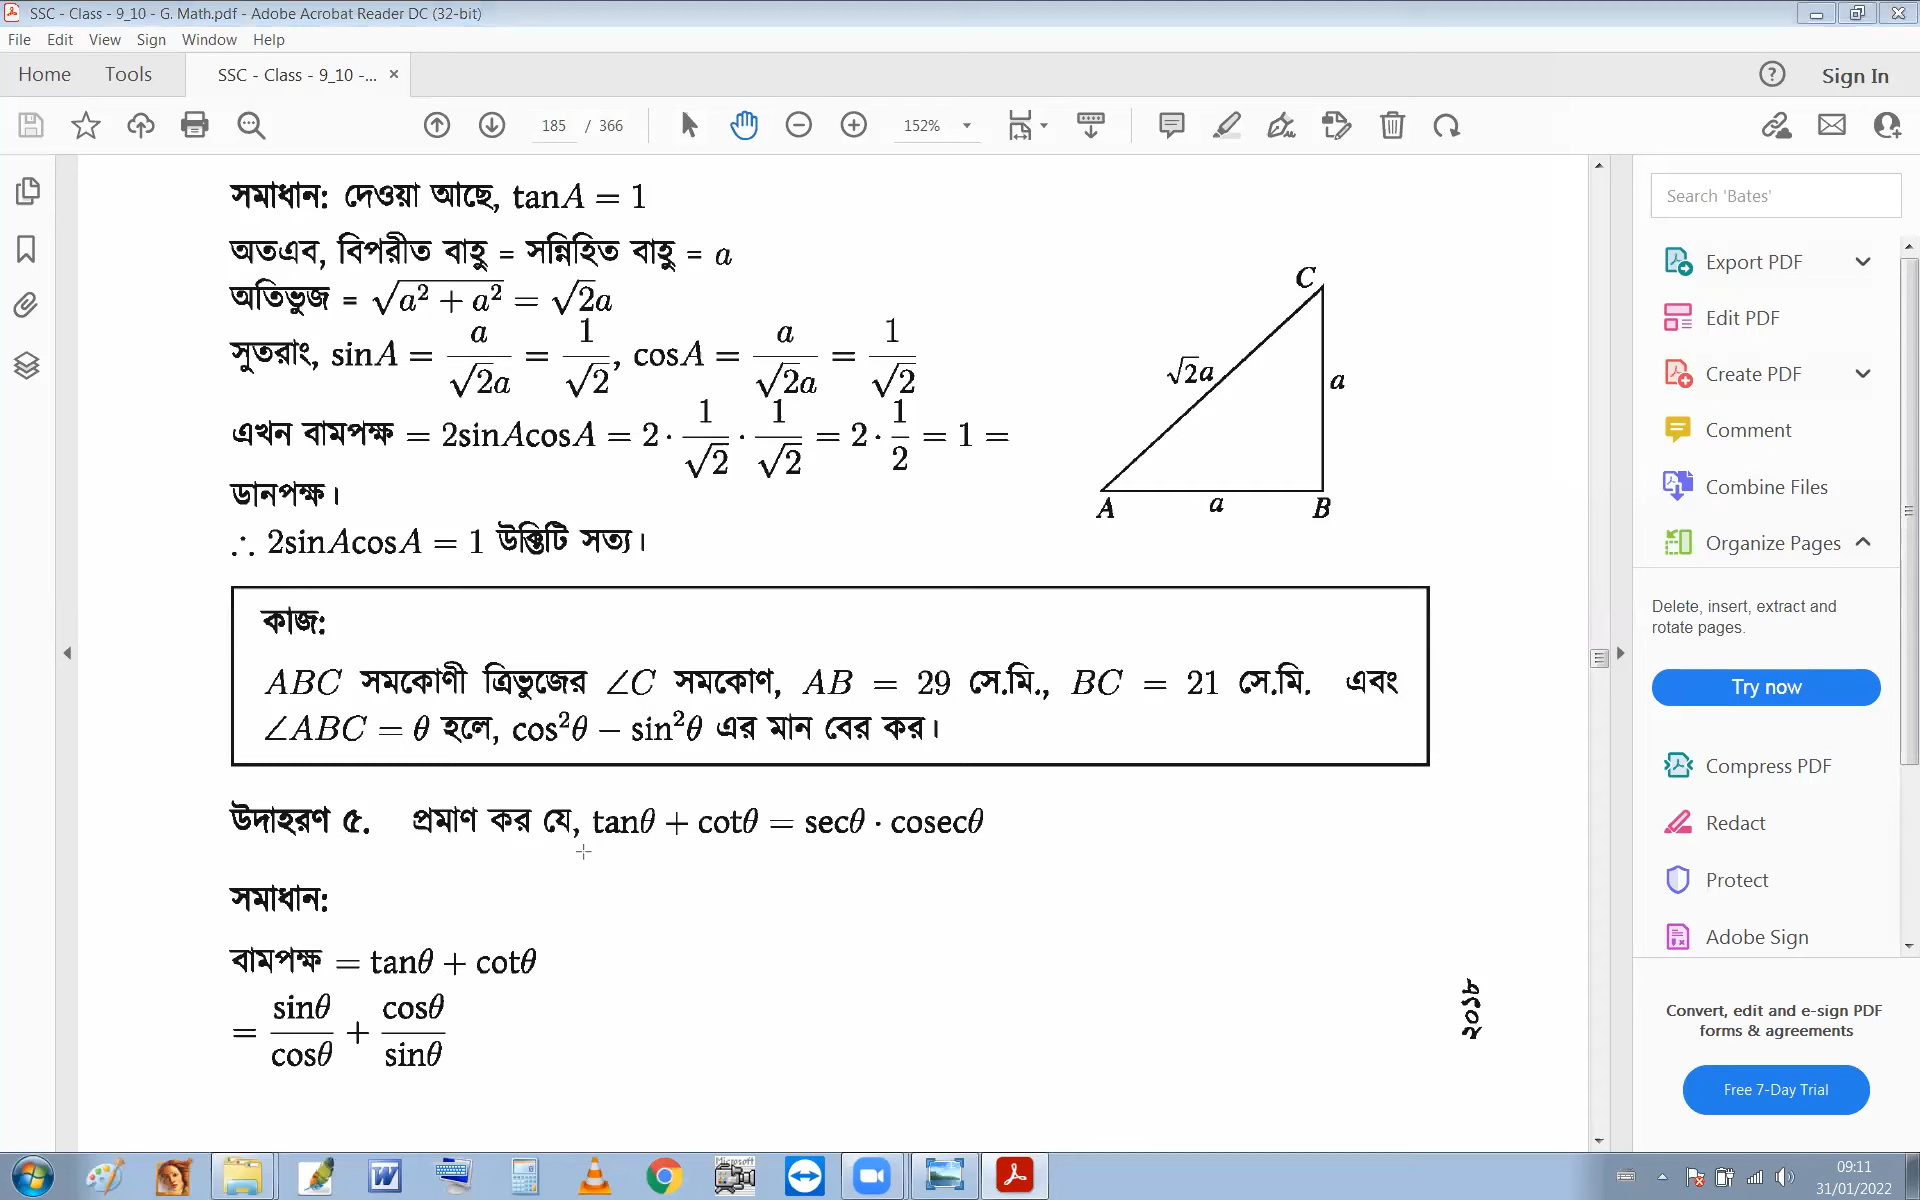 SSC - Class - 9_10 - G. Math.pdf - Adobe Acrobat Reader DC (32-bit)
File Edit View Sign Window Help
Home Tools SSC - Class - 9_10 -... × Sign In
185 / 366 152%
সমাধান: দেওয়া আছে, tanA = 1
অতএব, বিপরীত বাহু = সন্নিহিত বাহু = a
অতিভুজ = √(a² + a²) = √2a
সুতরাং, sinA = a/√2a = 1/√2, cosA = a/√2a = 1/√2
এখন বামপক্ষ = 2sinAcosA = 2 · 1/√2 · 1/√2 = 2 · 1/2 = 1 =
ডানপক্ষ।
∴ 2sinAcosA = 1 উক্তিটি সত্য।
C
√2a a
A a B
কাজ:
ABC সমকোণী ত্রিভুজের ∠C সমকোণ, AB = 29 সে.মি., BC = 21 সে.মি. এবং
∠ABC = θ হলে, cos²θ − sin²θ এর মান বের কর।
উদাহরণ ৫. প্রমাণ কর যে, tanθ + cotθ = secθ · cosecθ
সমাধান:
বামপক্ষ = tanθ + cotθ
= sinθ/cosθ + cosθ/sinθ
২০১৮
Search 'Bates'
Export PDF
Edit PDF
Create PDF
Comment
Combine Files
Organize Pages
Delete, insert, extract and
rotate pages.
Try now
Compress PDF
Redact
Protect
Adobe Sign
Convert, edit and e-sign PDF
forms & agreements
Free 7-Day Trial
09:11
31/01/2022